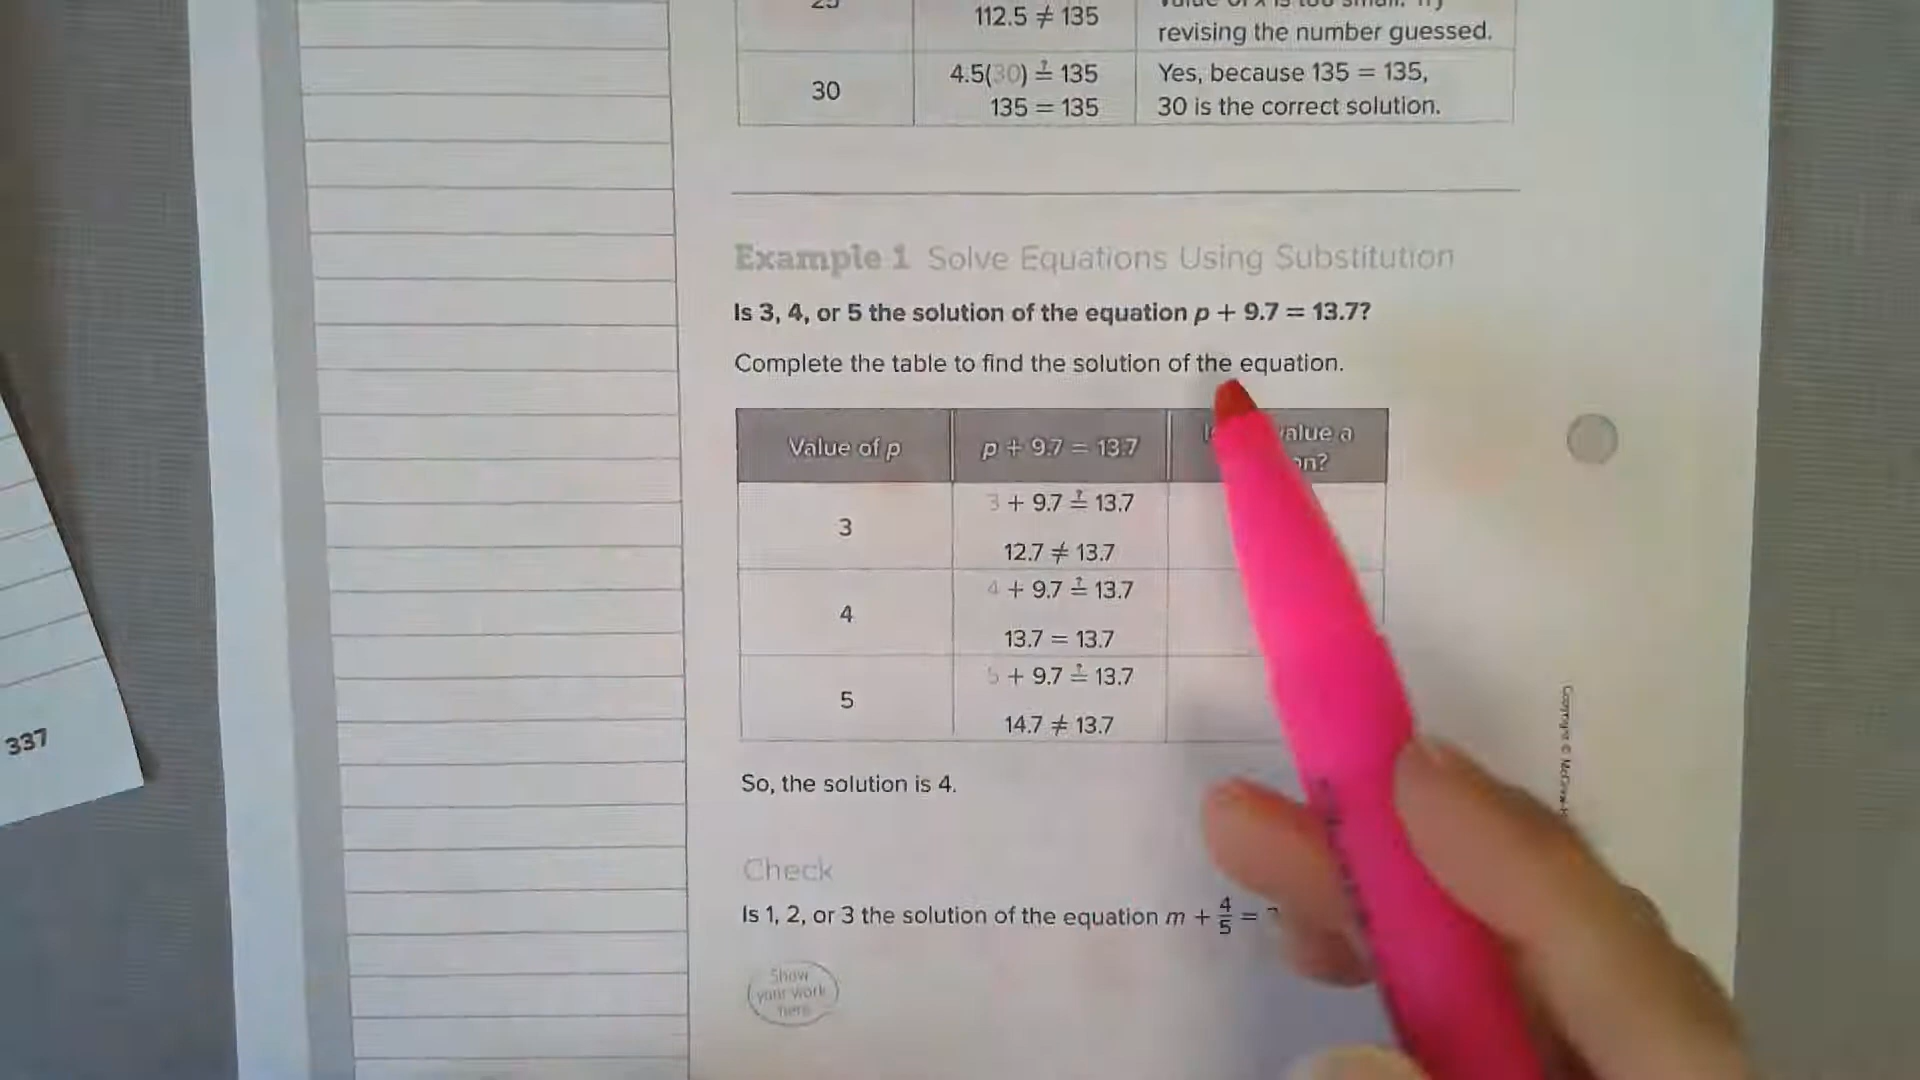 112.5 ≠ 135
revising the number guessed.
30
4.5(30) ≟ 135
135 = 135
Yes, because 135 = 135,
30 is the correct solution.
Example 1 Solve Equations Using Substitution
Is 3, 4, or 5 the solution of the equation p + 9.7 = 13.7?
Complete the table to find the solution of the equation.
Value of p
p + 9.7 = 13.7
alue a
on?
3
3 + 9.7 ≟ 13.7
12.7 ≠ 13.7
4
4 + 9.7 ≟ 13.7
13.7 = 13.7
5
5 + 9.7 ≟ 13.7
14.7 ≠ 13.7
So, the solution is 4.
Check
Is 1, 2, or 3 the solution of the equation m + 4/5 =
Show
your work
here
337
Copyright ©